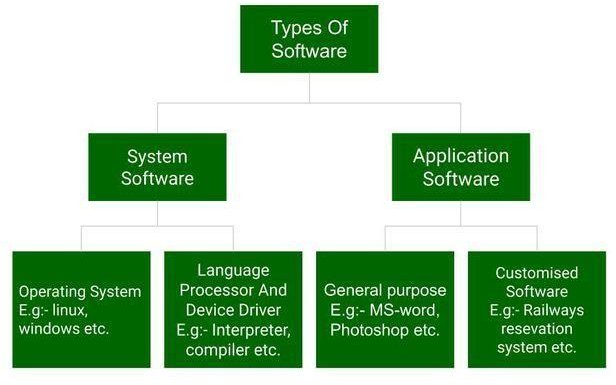 Types Of
Software
System
Software
Application
Software
Operating System
E.g:- linux,
windows etc.
Language
Processor And
Device Driver
E.g:- Interpreter,
compiler etc.
General purpose
E.g:- MS-word,
Photoshop etc.
Customised
Software
E.g:- Railways
resevation
system etc.